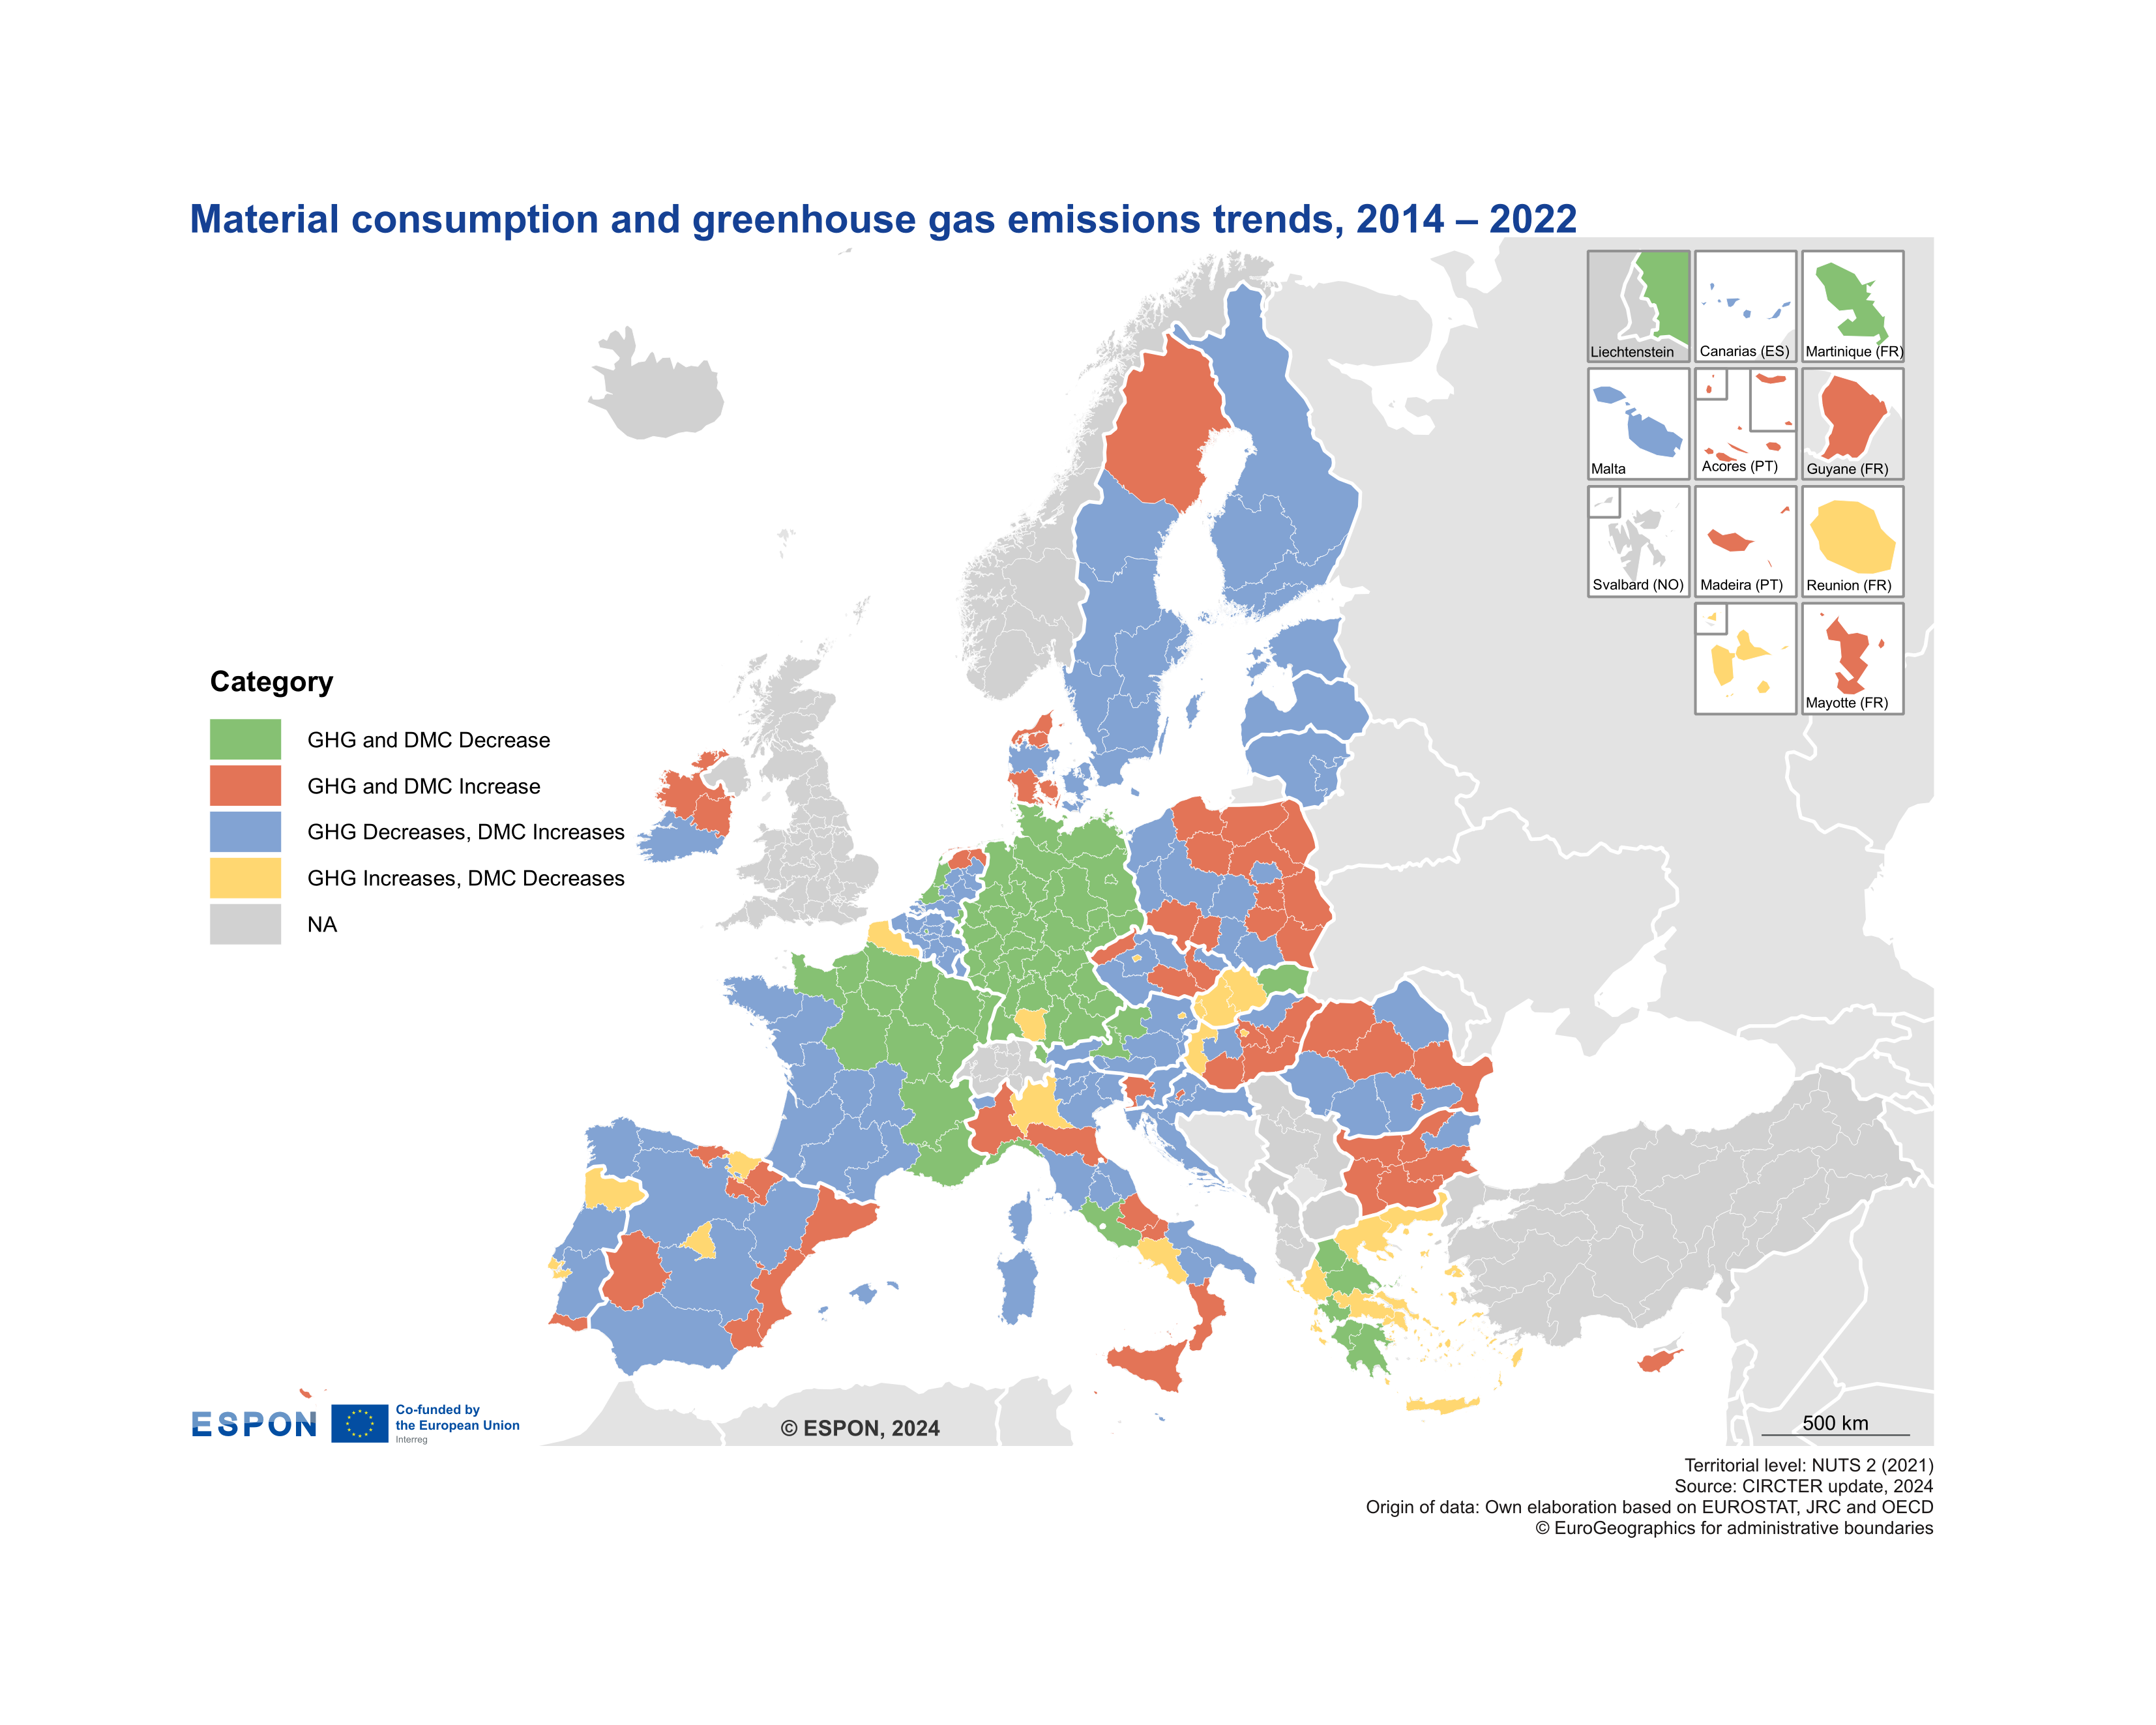 Material consumption and greenhouse gas emissions trends, 2014 – 2022
Liechtenstein
Canarias (ES)
Martinique (FR)
Malta
Acores (PT)
Guyane (FR)
Svalbard (NO)
Madeira (PT)
Reunion (FR)
Mayotte (FR)
Category
GHG and DMC Decrease
GHG and DMC Increase
GHG Decreases, DMC Increases
GHG Increases, DMC Decreases
NA
ESPON
Co-funded by
the European Union
Interreg
© ESPON, 2024
500 km
Territorial level: NUTS 2 (2021)
Source: CIRCTER update, 2024
Origin of data: Own elaboration based on EUROSTAT, JRC and OECD
© EuroGeographics for administrative boundaries